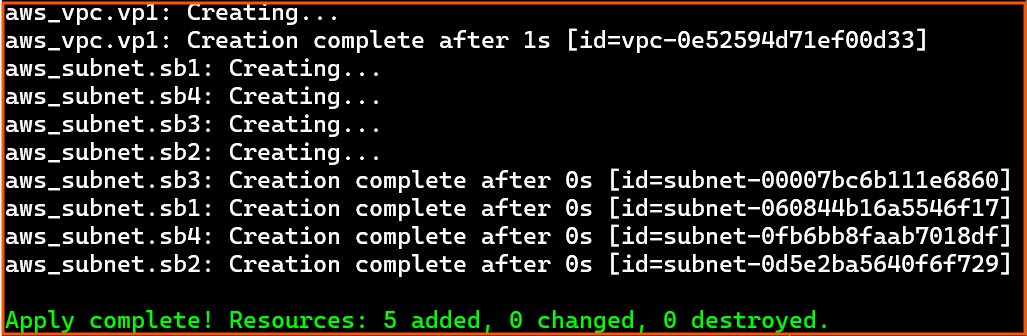 aws_vpc.vp1: Creating...
aws_vpc.vp1: Creation complete after 1s [id=vpc-0e52594d71ef00d33]
aws_subnet.sb1: Creating...
aws_subnet.sb4: Creating...
aws_subnet.sb3: Creating...
aws_subnet.sb2: Creating...
aws_subnet.sb3: Creation complete after 0s [id=subnet-00007bc6b111e6860]
aws_subnet.sb1: Creation complete after 0s [id=subnet-060844b16a5546f17]
aws_subnet.sb4: Creation complete after 0s [id=subnet-0fb6bb8faab7018df]
aws_subnet.sb2: Creation complete after 0s [id=subnet-0d5e2ba5640f6f729]
Apply complete! Resources: 5 added, 0 changed, 0 destroyed.